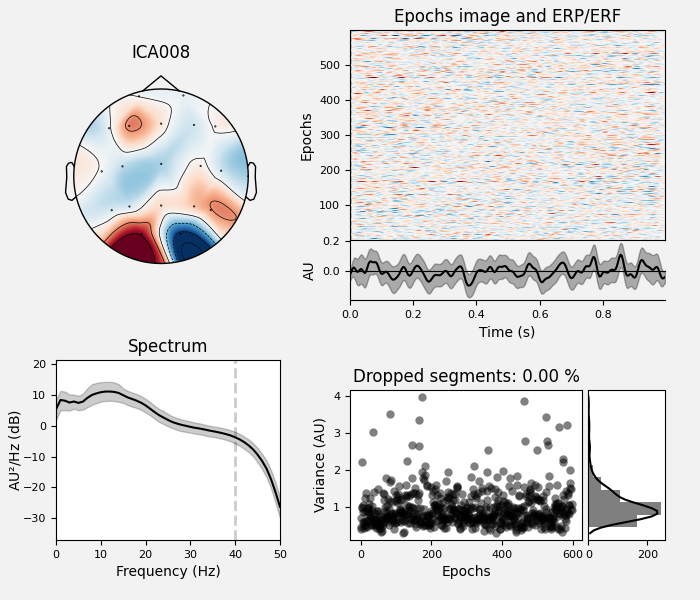 ICA008
Epochs image and ERP/ERF
500
400
300
200
100
Epochs
0.2
0.0
AU
0.0 0.2 0.4 0.6 0.8
Time (s)
Spectrum
20
10
0
−10
−20
−30
AU²/Hz (dB)
0 10 20 30 40 50
Frequency (Hz)
Dropped segments: 0.00 %
4
3
2
1
Variance (AU)
0 200 400 600
Epochs
0 200